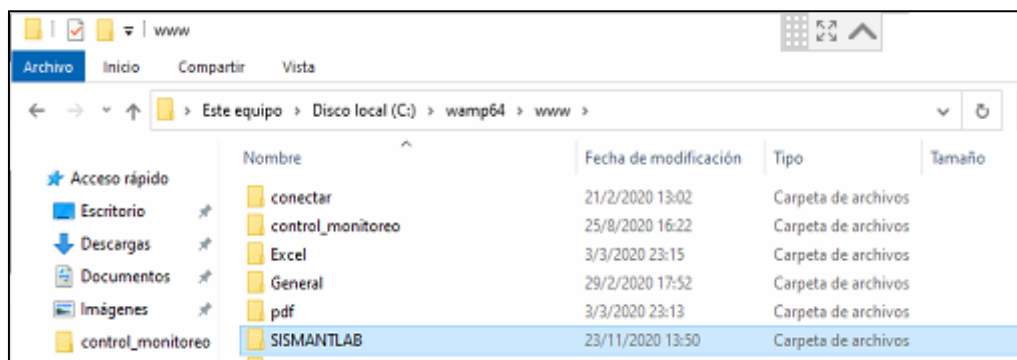 www
Archivo Inicio Compartir Vista
Este equipo > Disco local (C:) > wamp64 > www >
Nombre Fecha de modificación Tipo Tamaño
Acceso rápido
Escritorio
Descargas
Documentos
Imágenes
control_monitoreo
conectar 21/2/2020 13:02 Carpeta de archivos
control_monitoreo 25/8/2020 16:22 Carpeta de archivos
Excel 3/3/2020 23:15 Carpeta de archivos
General 29/2/2020 17:52 Carpeta de archivos
pdf 3/3/2020 23:13 Carpeta de archivos
SISMANTLAB 23/11/2020 13:50 Carpeta de archivos